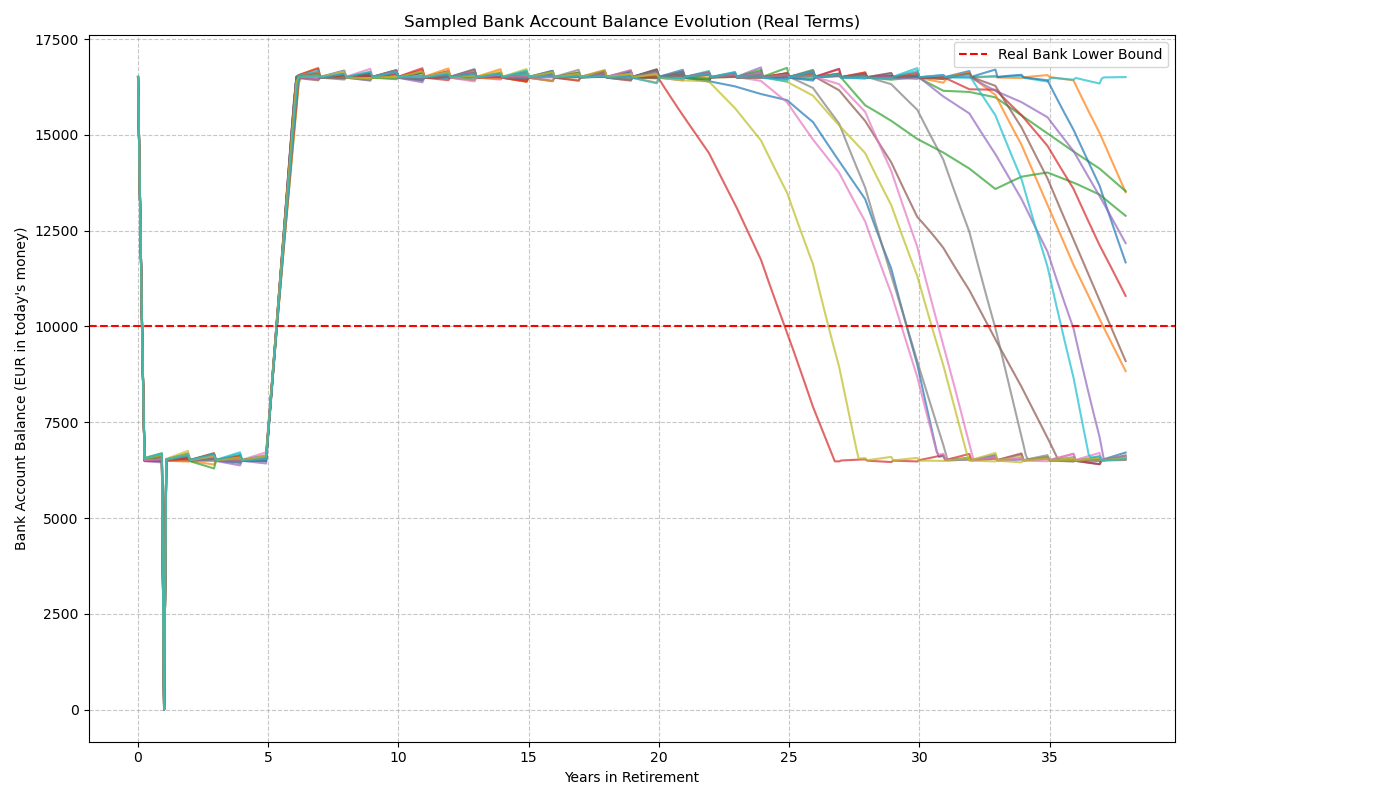 Sampled Bank Account Balance Evolution (Real Terms)
Real Bank Lower Bound
Bank Account Balance (EUR in today's money)
17500
15000
12500
10000
7500
5000
2500
0
0 5 10 15 20 25 30 35
Years in Retirement